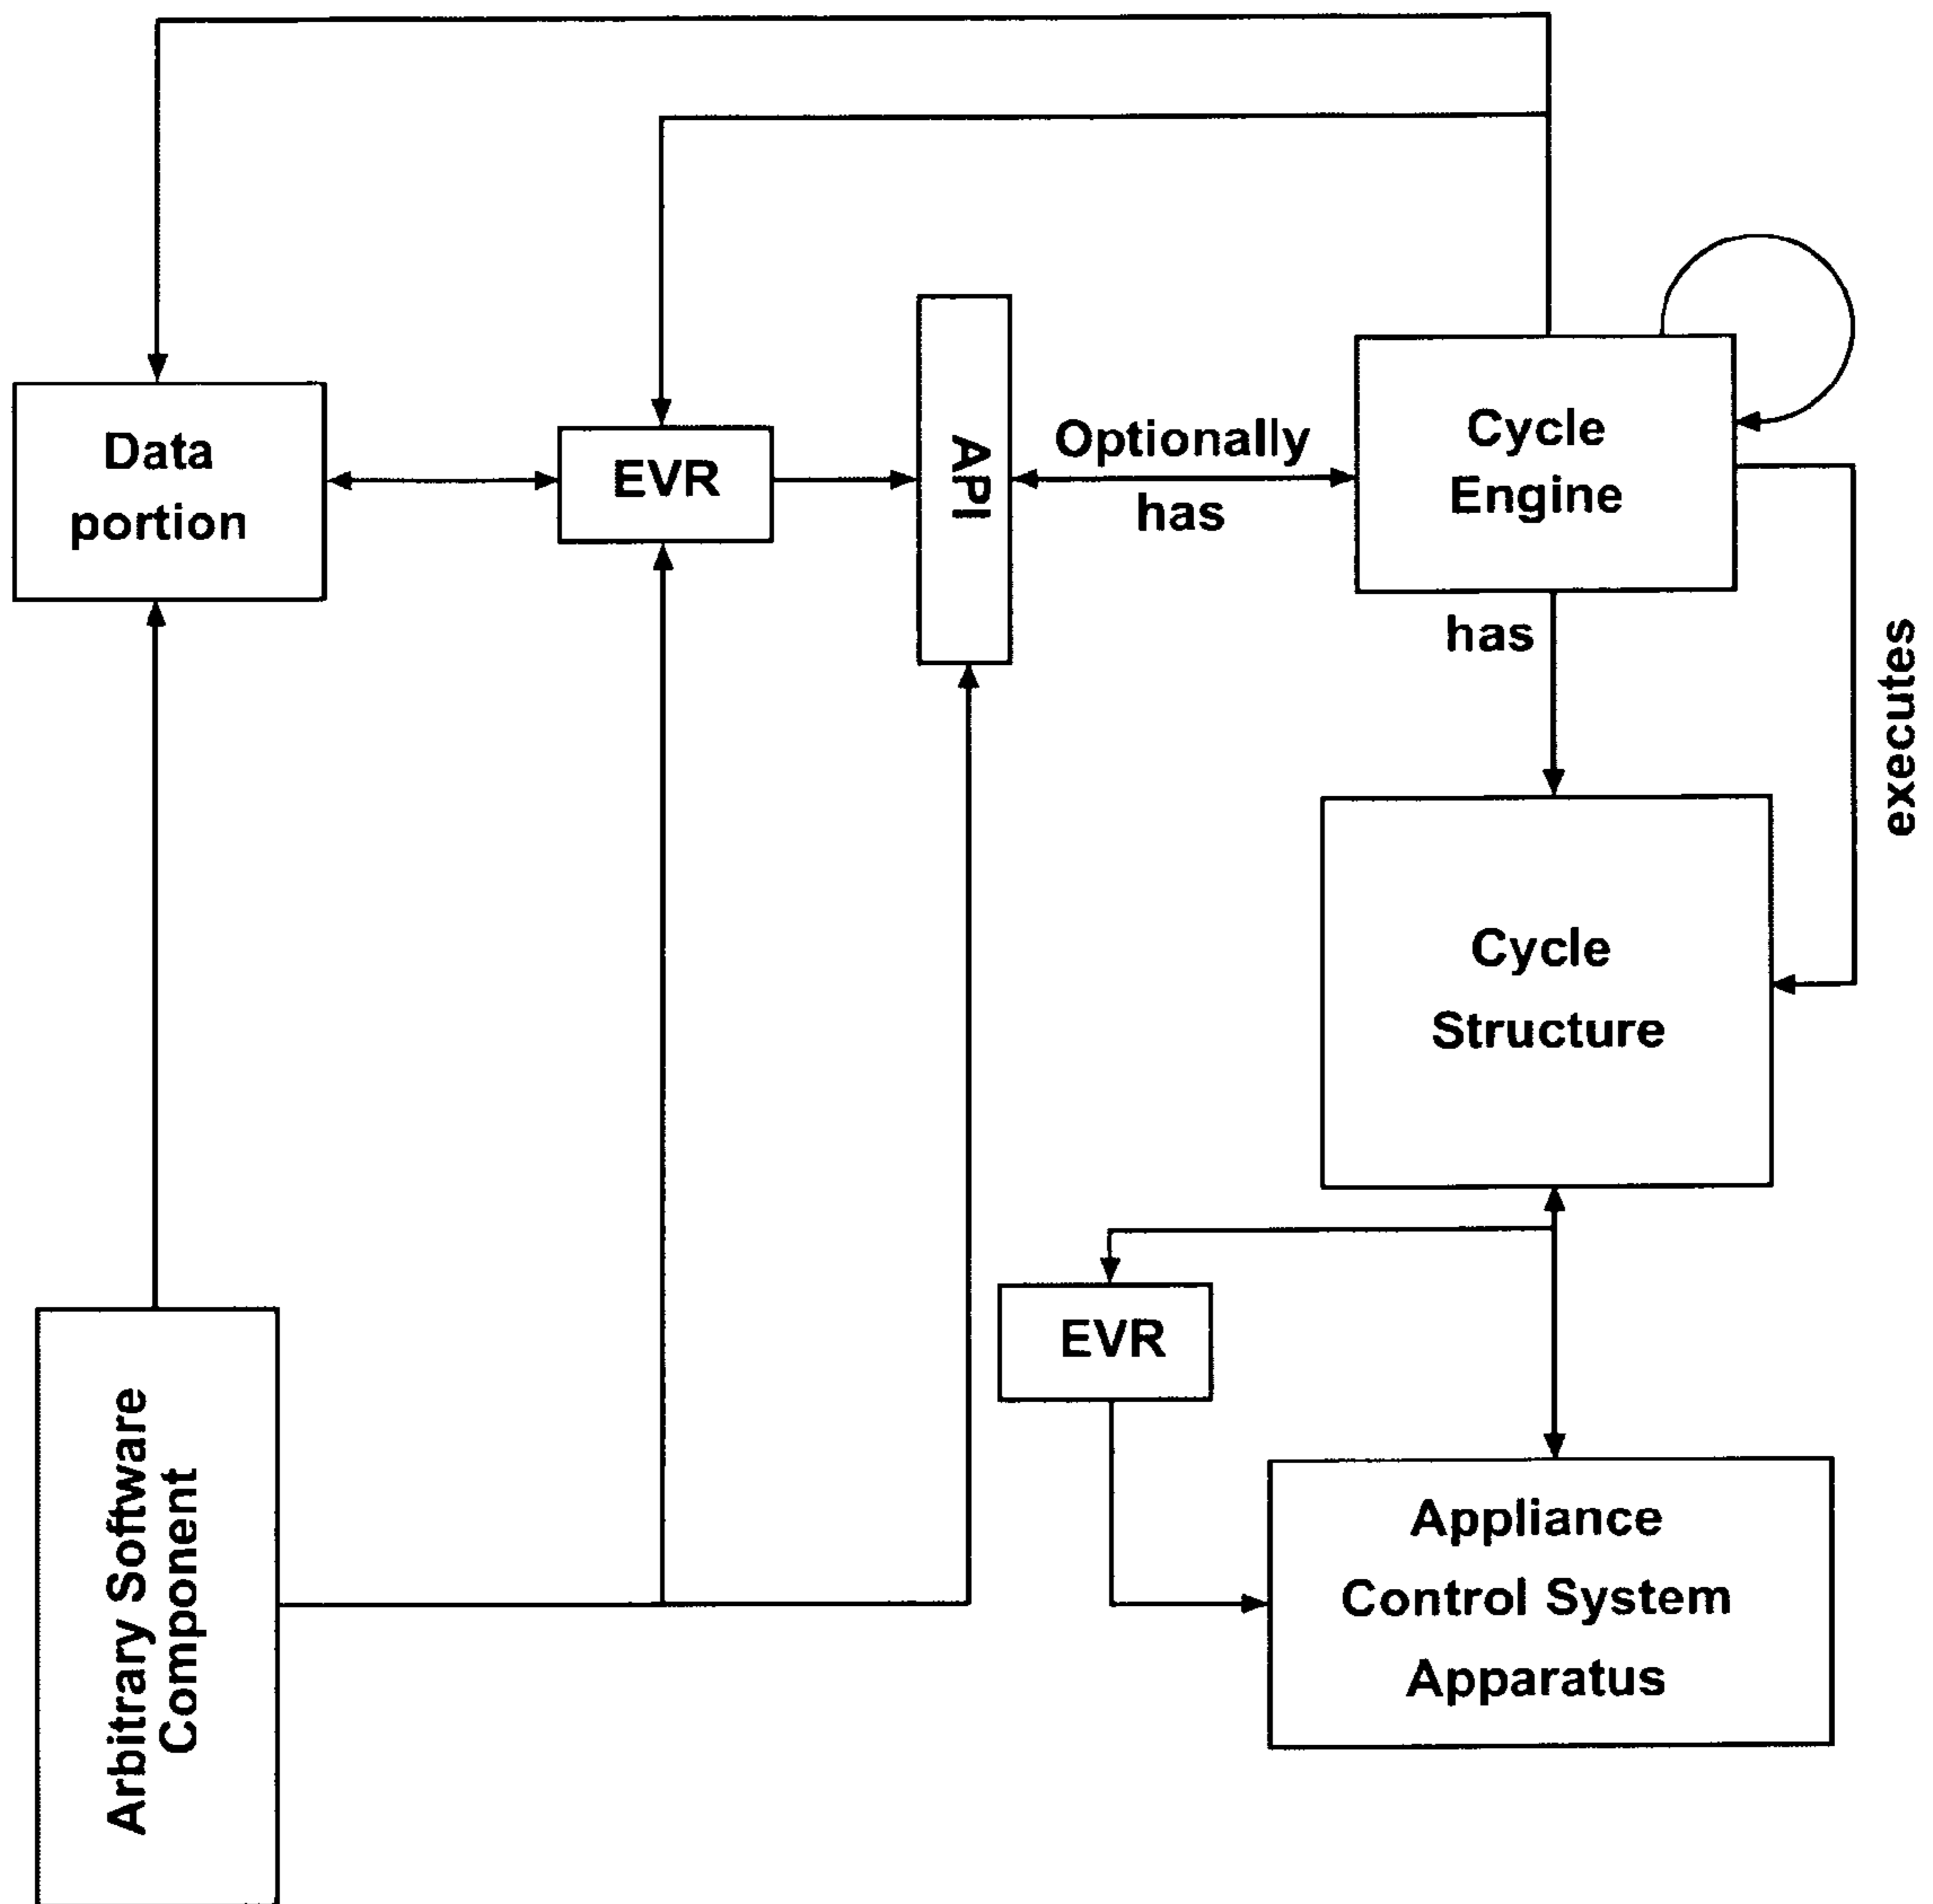 Data
portion
EVR
API
Optionally
has
Cycle
Engine
has
executes
Cycle
Structure
EVR
Arbitrary Software
Component
Appliance
Control System
Apparatus